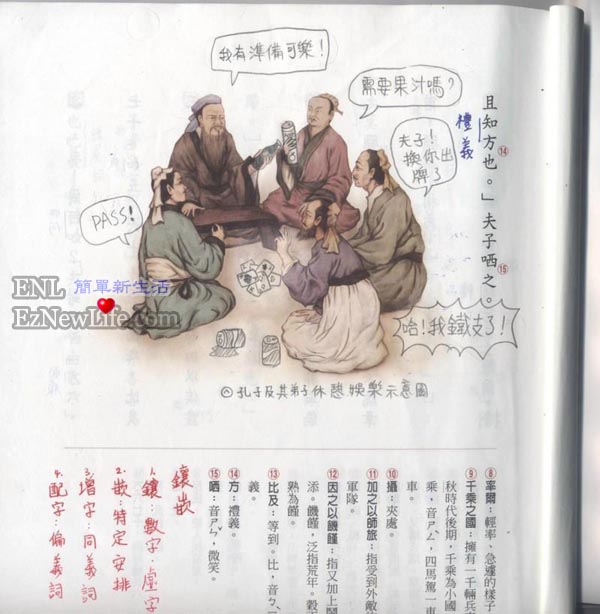 我有準備可樂！
需要果汁嗎？
夫子！
換你出
牌了
PASS!
哈！我鐵支了！
且知方也。」夫子哂之。
⑭
⑮
禮義
ENL 簡單新生活
EzNewLife.com
孔子及其弟子休憩娛樂示意圖
⑧率爾：輕率、急遽的樣子
⑨千乘之國：擁有一千輛兵
秋時代後期，千乘為小國
乘，音ㄕㄥˋ，四馬駕一車
車。
⑩攝：夾處。
⑪加之以師旅：指受到外敵
軍隊。
⑫因之以饑饉：指又加上
添。饑饉，泛指荒年。穀
熟為饉。
⑬比及：等到。比，音ㄅㄧˋ
義。
⑭方：禮義。
⑮哂：音ㄕㄣˇ，微笑。
鑲嵌
1.鑲：數字、虛字
2.嵌：特定字排
3.增字：同義詞
4.配字：偏義詞